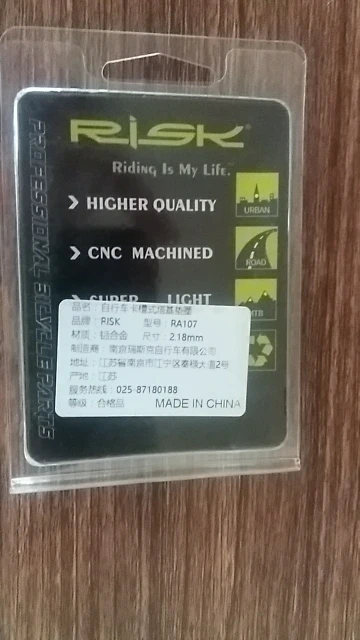 RISK®
Riding Is My Life.
PROFESSIONAL BICYCLE PARTS
HIGHER QUALITY
URBAN
CNC MACHINED
ROAD
SUPER LIGHT
MTB
品名：自行车卡槽式塔基垫圈
品牌：RISK 型号：RA107
材质：铝合金 尺寸：2.18mm
制造商：南京瑞斯克自行车有限公司
地址：江苏省南京市江宁区秦禄大道2号
产地：江苏
服务热线：025-87180188
等级：合格品 MADE IN CHINA